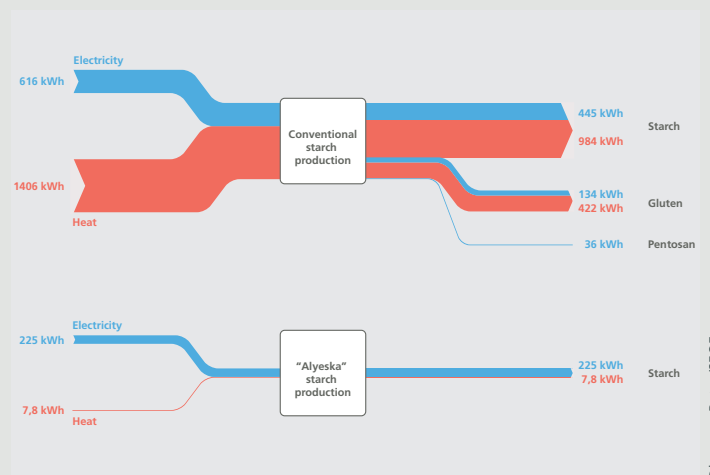 Electricity
616 kWh
1406 kWh
Heat
Conventional
starch
production
445 kWh
984 kWh
Starch
134 kWh
422 kWh
Gluten
36 kWh
Pentosan
Electricity
225 kWh
7,8 kWh
Heat
“Alyeska”
starch
production
225 kWh
7,8 kWh
Starch